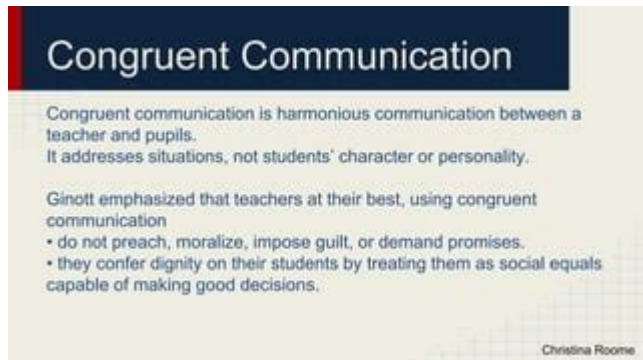 Congruent Communication
Congruent communication is harmonious communication between a
teacher and pupils.
It addresses situations, not students' character or personality.
Ginott emphasized that teachers at their best, using congruent
communication
• do not preach, moralize, impose guilt, or demand promises.
• they confer dignity on their students by treating them as social equals
capable of making good decisions.
Christina Roome